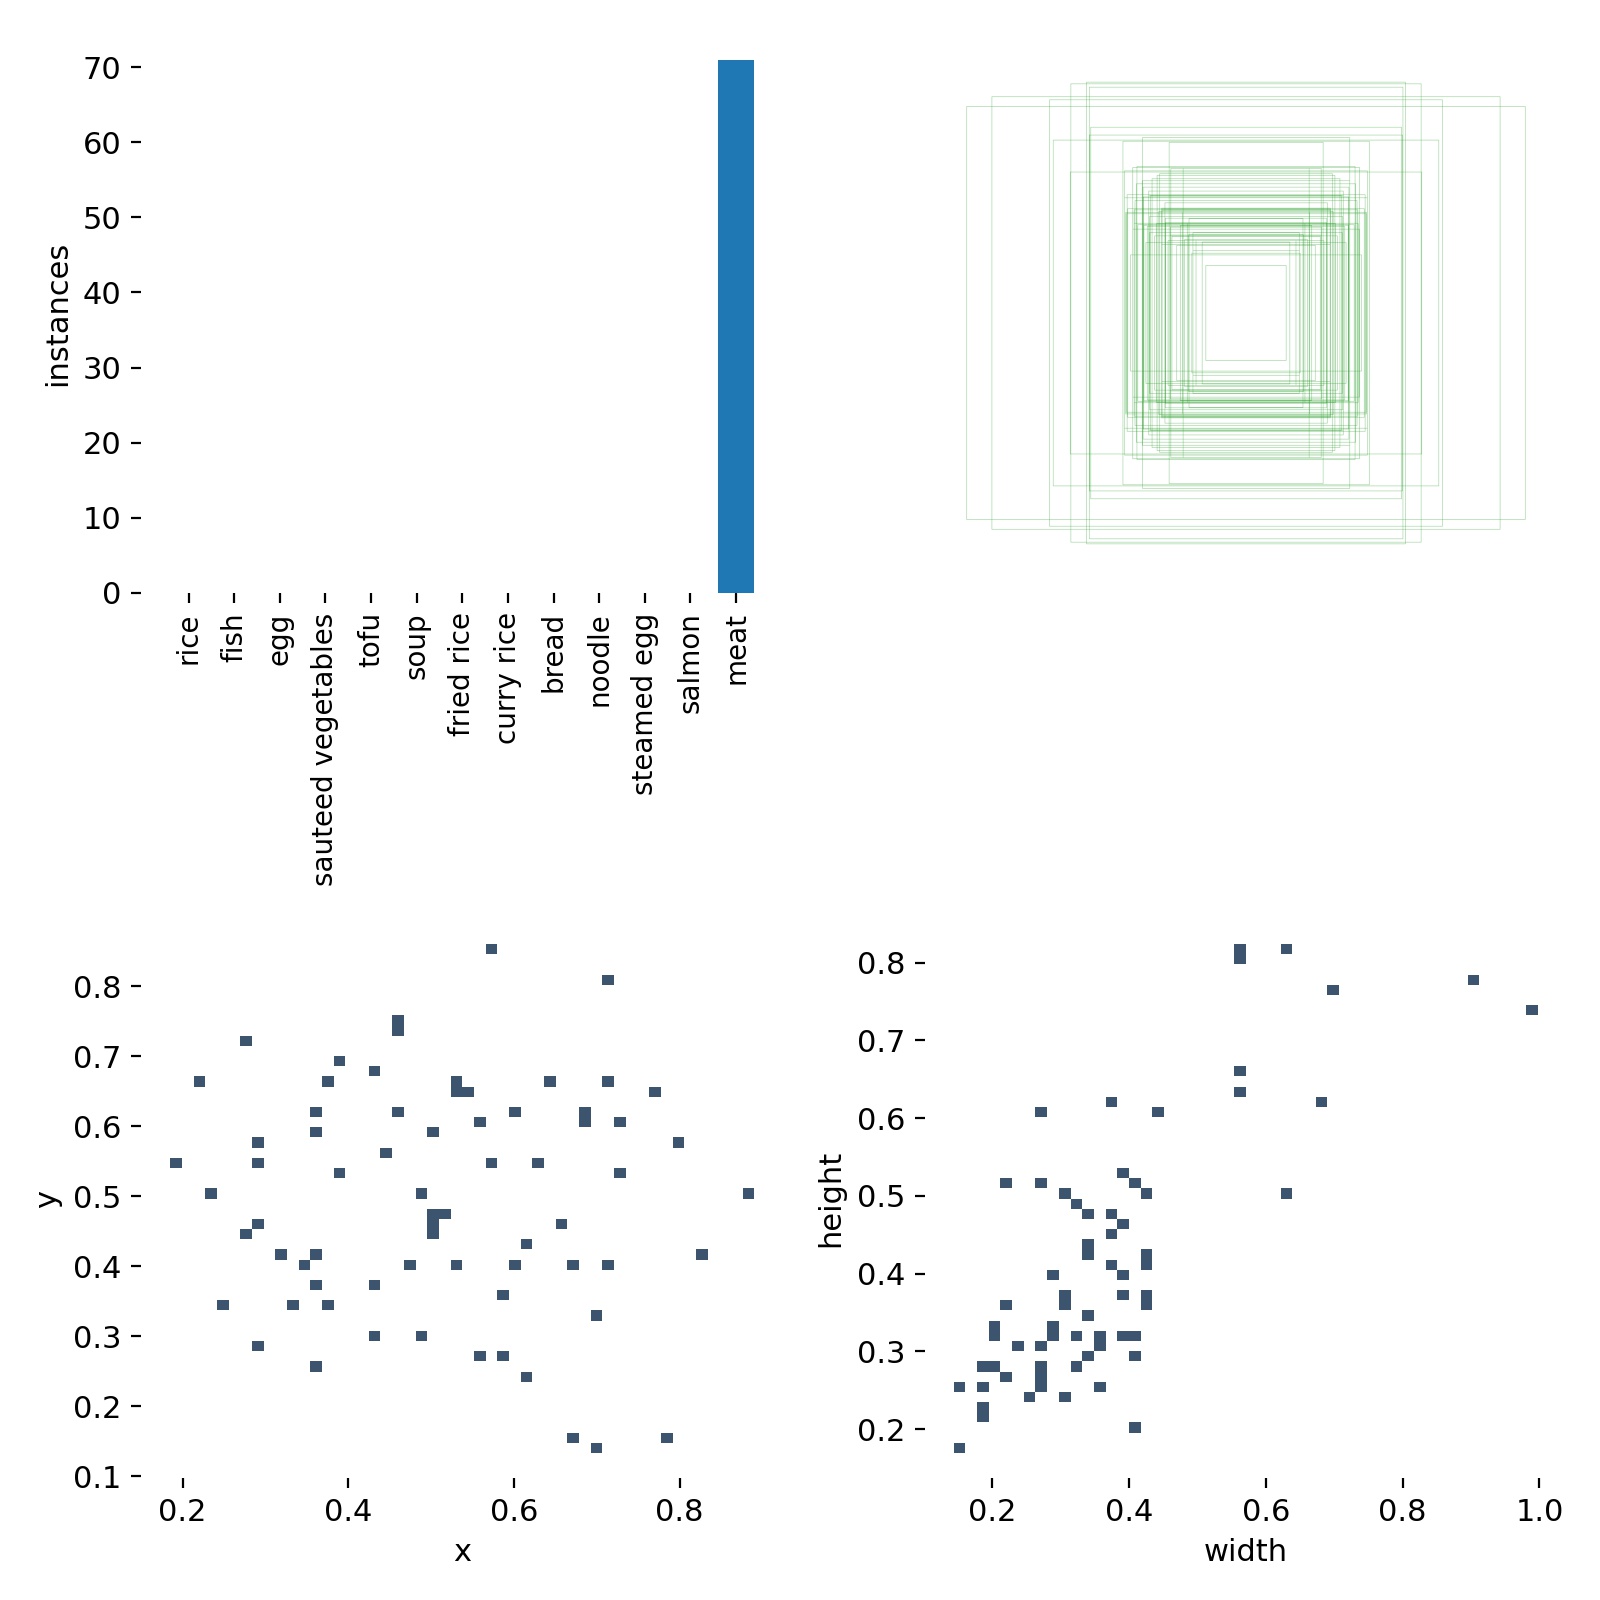 70
60
50
40
30
20
10
0
instances
rice
fish
egg
sauteed vegetables
tofu
soup
fried rice
curry rice
bread
noodle
steamed egg
salmon
meat
0.8
0.7
0.6
0.5
0.4
0.3
0.2
0.1
y
0.2 0.4 0.6 0.8
x
0.8
0.7
0.6
0.5
0.4
0.3
0.2
height
0.2 0.4 0.6 0.8 1.0
width